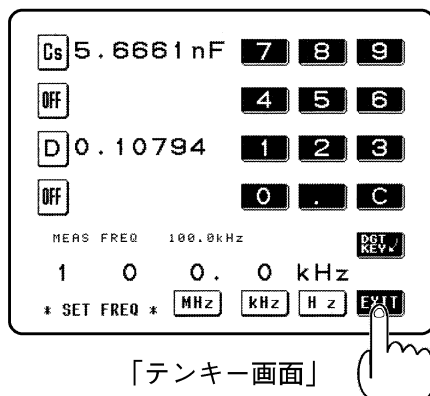 Cs 5.6661nF 7 8 9
OFF 4 5 6
D 0.10794 1 2 3
OFF 0 . C
MEAS FREQ 100.0kHz DGT KEY
1 0 0. 0 kHz
* SET FREQ * MHz kHz Hz EXIT
「テンキー画面」